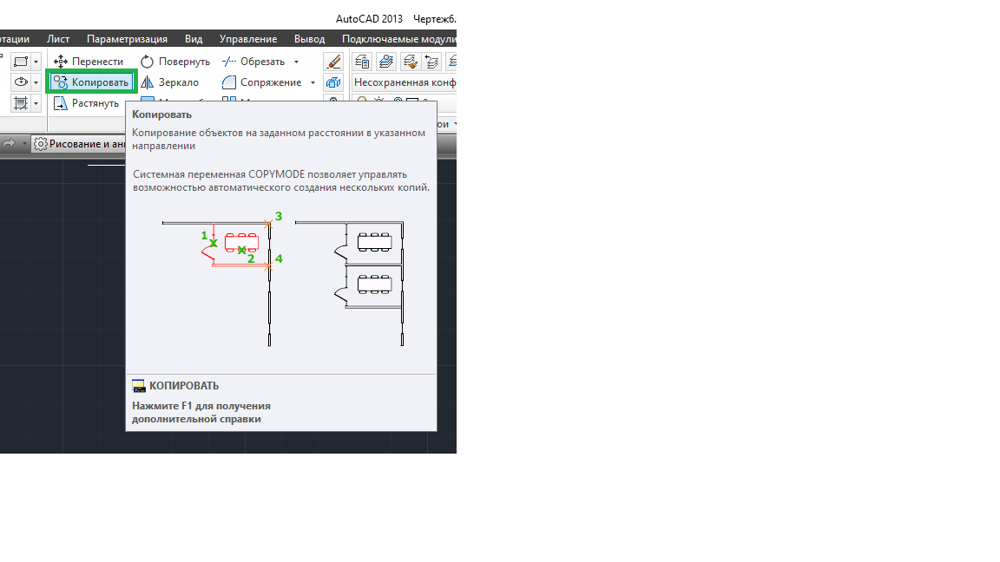 AutoCAD 2013 Чертежб.
тации Лист Параметризация Вид Управление Вывод Подключаемые модули
Перенести Повернуть Обрезать
Копировать Зеркало Сопряжение Несохраненная конф
Растянуть
Копировать
ои
Копирование объектов на заданном расстоянии в указанном
направлении
Рисование и ан
Системная переменная COPYMODE позволяет управлять
возможностью автоматического создания нескольких копий.
3
1
2 4
КОПИРОВАТЬ
Нажмите F1 для получения
дополнительной справки